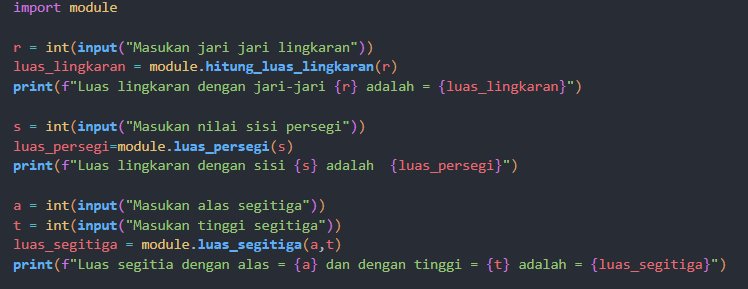 import module
r = int(input("Masukan jari jari lingkaran"))
luas_lingkaran = module.hitung_luas_lingkaran(r)
print(f"Luas lingkaran dengan jari-jari {r} adalah = {luas_lingkaran}")
s = int(input("Masukan nilai sisi persegi"))
luas_persegi=module.luas_persegi(s)
print(f"Luas lingkaran dengan sisi {s} adalah  {luas_persegi}")
a = int(input("Masukan alas segitiga"))
t = int(input("Masukan tinggi segitiga"))
luas_segitiga = module.luas_segitiga(a,t)
print(f"Luas segitia dengan alas = {a} dan dengan tinggi = {t} adalah = {luas_segitiga}")